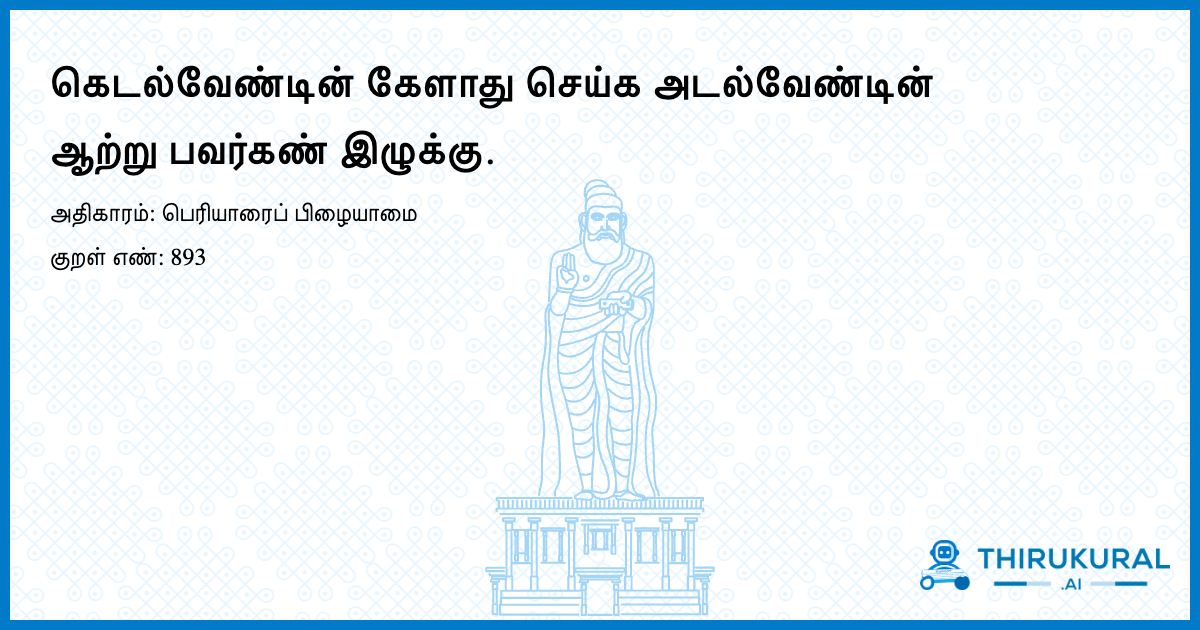 கெடல்வேண்டின் கேளாது செய்க அடல்வேண்டின்
ஆற்று பவர்கண் இழுக்கு.
அதிகாரம்: பெரியாரைப் பிழையாமை
குறள் எண்: 893
THIRUKURAL
.AI